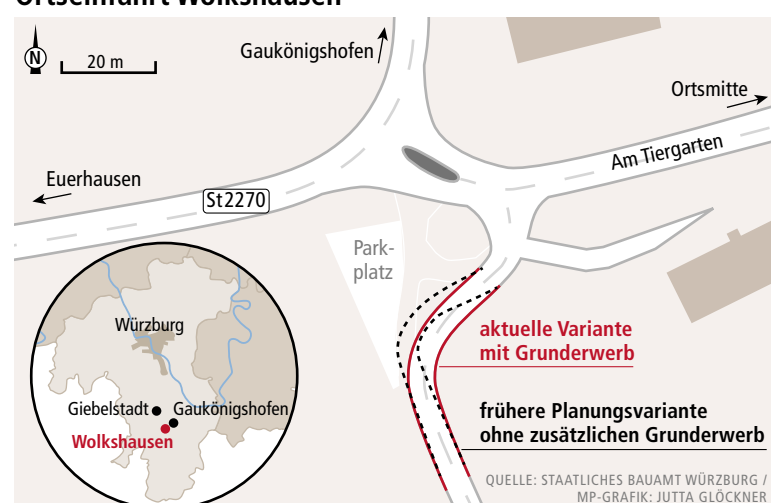 Ortseinfahrt Wolkshausen
N
20 m
Gaukönigshofen
Ortsmitte
Am Tiergarten
Euerhausen
St2270
Park-
platz
Würzburg
Giebelstadt
Gaukönigshofen
Wolkshausen
aktuelle Variante
mit Grunderwerb
frühere Planungsvariante
ohne zusätzlichen Grunderwerb
QUELLE: STAATLICHES BAUAMT WÜRZBURG /
MP-GRAFIK: JUTTA GLÖCKNER